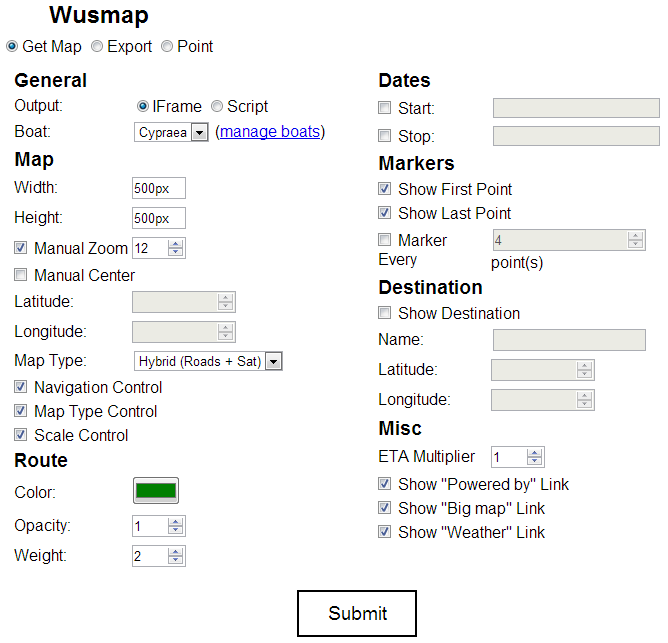 Wusmap
Get Map Export Point
General
Output: IFrame Script
Boat: Cypraea (manage boats)
Map
Width: 500px
Height: 500px
Manual Zoom 12
Manual Center
Latitude:
Longitude:
Map Type: Hybrid (Roads + Sat)
Navigation Control
Map Type Control
Scale Control
Route
Color:
Opacity: 1
Weight: 2
Dates
Start:
Stop:
Markers
Show First Point
Show Last Point
Marker 4
Every point(s)
Destination
Show Destination
Name:
Latitude:
Longitude:
Misc
ETA Multiplier 1
Show "Powered by" Link
Show "Big map" Link
Show "Weather" Link
Submit